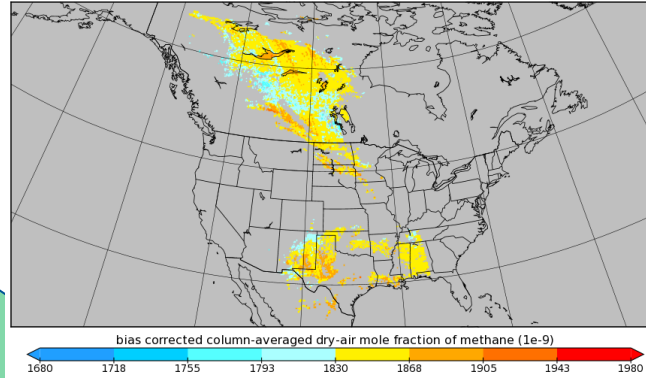 bias corrected column-averaged dry-air mole fraction of methane (1e-9)
1680 1718 1755 1793 1830 1868 1905 1943 1980